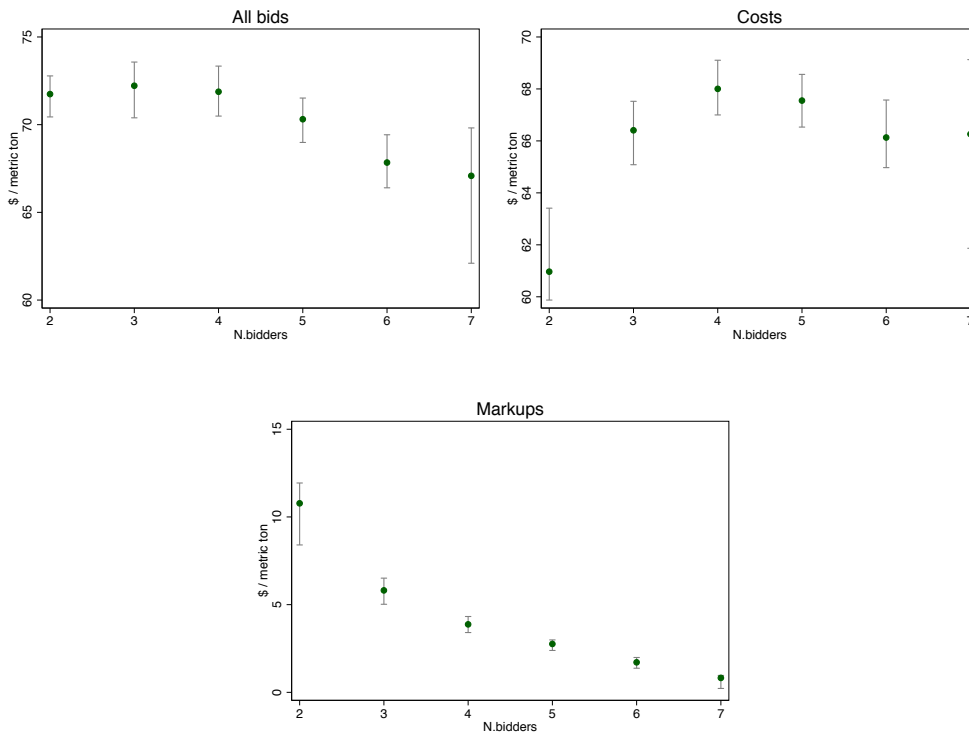 All bids
75
70
65
60
$ / metric ton
2 3 4 5 6 7
N.bidders
Costs
70
68
66
64
62
60
$ / metric ton
2 3 4 5 6 7
N.bidders
Markups
15
10
5
0
$ / metric ton
2 3 4 5 6 7
N.bidders